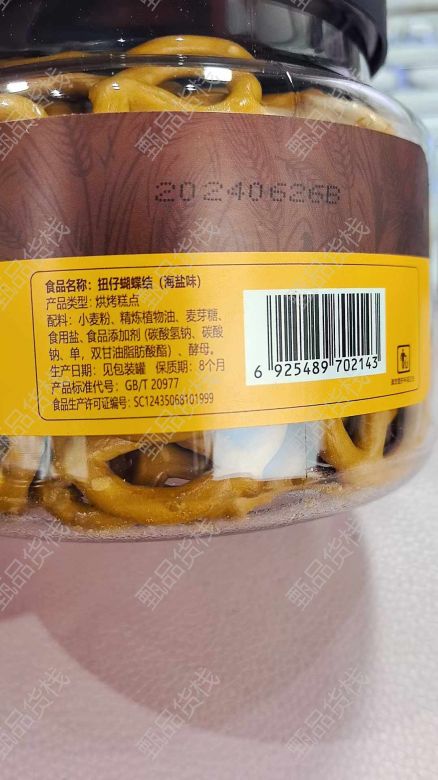 20240626B
食品名称：扭仔蝴蝶结（海盐味）
产品类型：烘烤糕点
配料：小麦粉、精炼植物油、麦芽糖、
食用盐、食品添加剂（碳酸氢钠、碳酸
钠、单，双甘油脂肪酸酯）、酵母。
生产日期：见包装罐 保质期：8个月
产品标准代号：GB/T 20977
食品生产许可证编号：SC12435068101999
6 925489 702143
甄品货栈